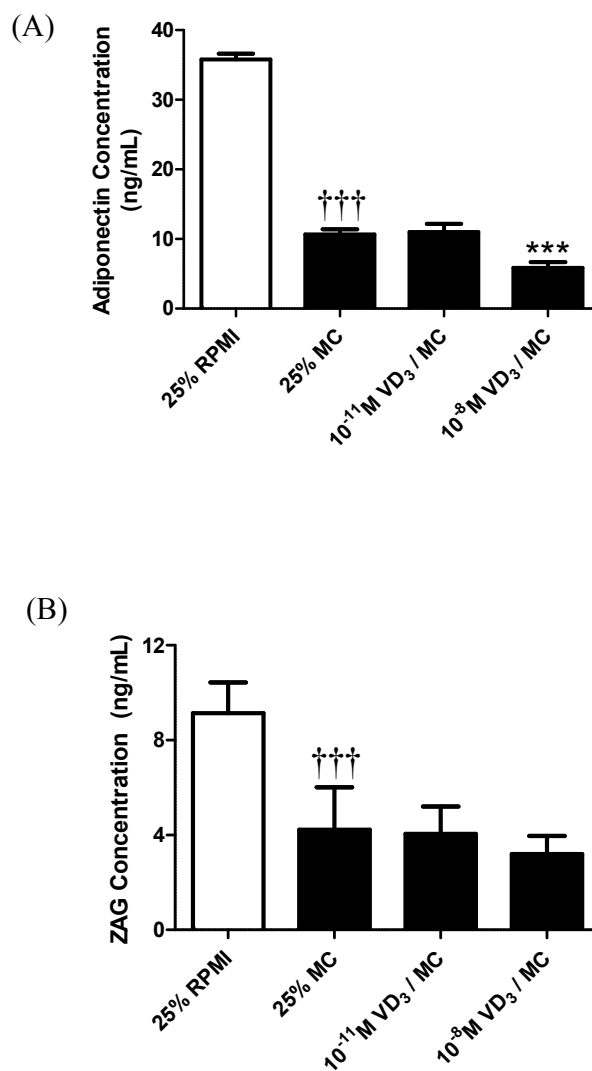 (A)
Adiponectin Concentration
(ng/mL)
40
30
20
10
0
†††
***
25% RPMI
25% MC
10⁻¹¹M VD₃ / MC
10⁻⁸M VD₃ / MC
(B)
ZAG Concentration (ng/mL)
12
8
4
0
†††
25% RPMI
25% MC
10⁻¹¹M VD₃ / MC
10⁻⁸M VD₃ / MC